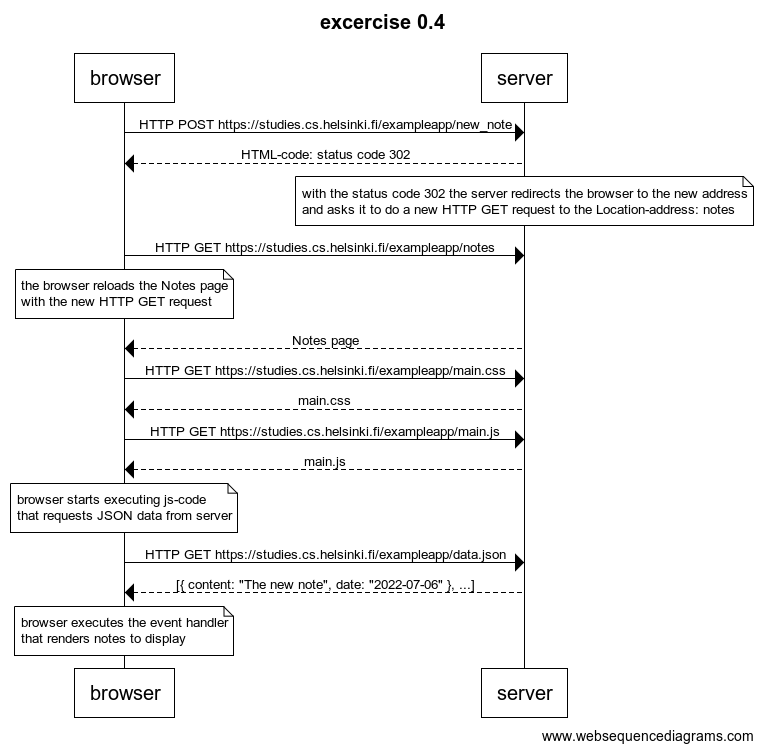 excercise 0.4
browser
server
HTTP POST https://studies.cs.helsinki.fi/exampleapp/new_note
HTML-code: status code 302
with the status code 302 the server redirects the browser to the new address
and asks it to do a new HTTP GET request to the Location-address: notes
HTTP GET https://studies.cs.helsinki.fi/exampleapp/notes
the browser reloads the Notes page
with the new HTTP GET request
Notes page
HTTP GET https://studies.cs.helsinki.fi/exampleapp/main.css
main.css
HTTP GET https://studies.cs.helsinki.fi/exampleapp/main.js
main.js
browser starts executing js-code
that requests JSON data from server
HTTP GET https://studies.cs.helsinki.fi/exampleapp/data.json
[{ content: "The new note", date: "2022-07-06" }, ...]
browser executes the event handler
that renders notes to display
browser
server
www.websequencediagrams.com